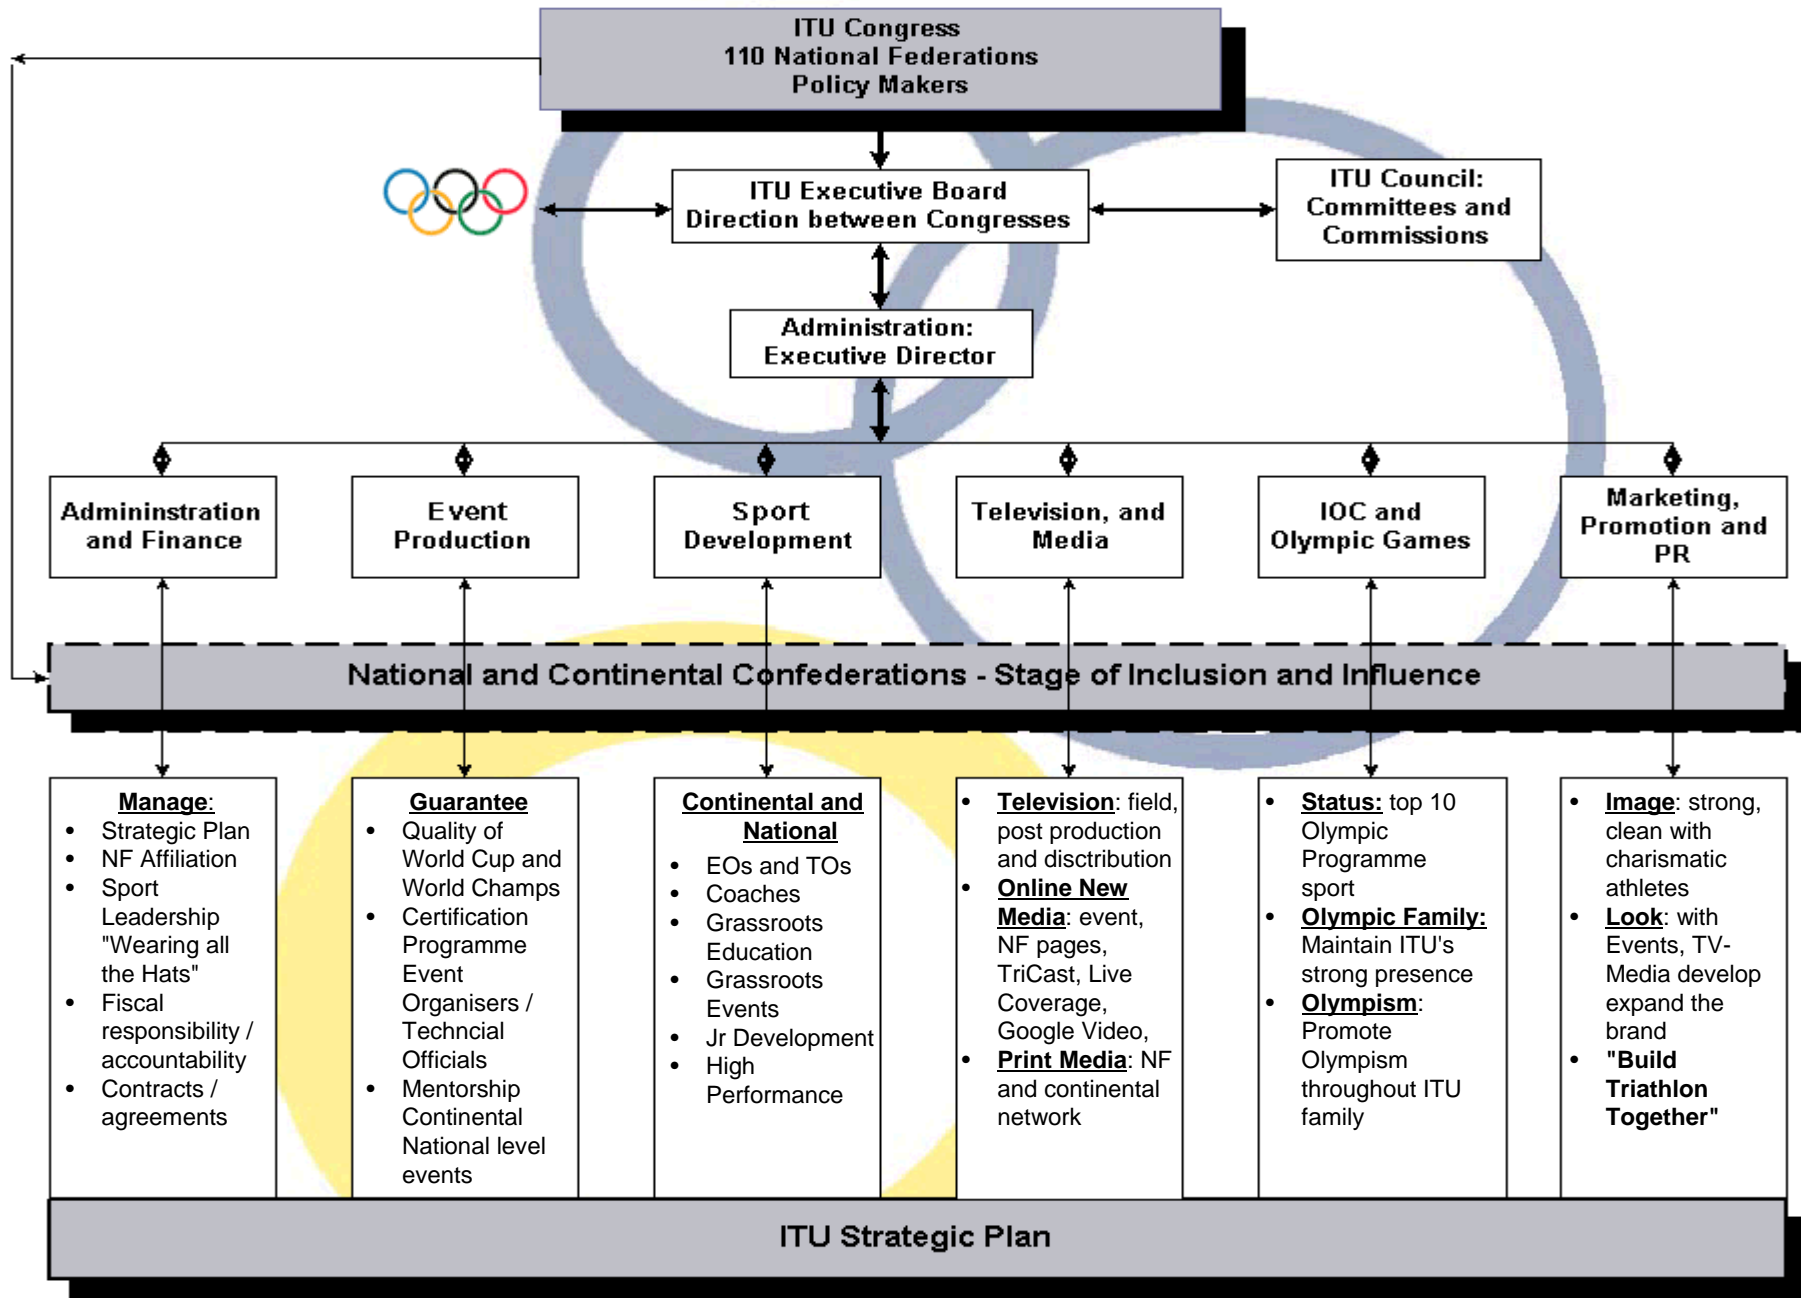 ITU Congress
110 National Federations
Policy Makers
ITU Executive Board
Direction between Congresses
ITU Council:
Committees and
Commissions
Administration:
Executive Director
Admininstration
and Finance
Event
Production
Sport
Development
Television, and
Media
IOC and
Olympic Games
Marketing,
Promotion and
PR
National and Continental Confederations - Stage of Inclusion and Influence
Manage:
• Strategic Plan
• NF Affiliation
• Sport
Leadership
"Wearing all
the Hats"
• Fiscal
responsibility /
accountability
• Contracts /
agreements
Guarantee
• Quality of
World Cup and
World Champs
• Certification
Programme
Event
Organisers /
Techncial
Officials
• Mentorship
Continental
National level
events
Continental and
National
• EOs and TOs
• Coaches
• Grassroots
Education
• Grassroots
Events
• Jr Development
• High
Performance
• Television: field,
post production
and disctribution
• Online New
Media: event,
NF pages,
TriCast, Live
Coverage,
Google Video,
• Print Media: NF
and continental
network
• Status: top 10
Olympic
Programme
sport
• Olympic Family:
Maintain ITU's
strong presence
• Olympism:
Promote
Olympism
throughout ITU
family
• Image: strong,
clean with
charismatic
athletes
• Look: with
Events, TV-
Media develop
expand the
brand
• "Build
Triathlon
Together"
ITU Strategic Plan